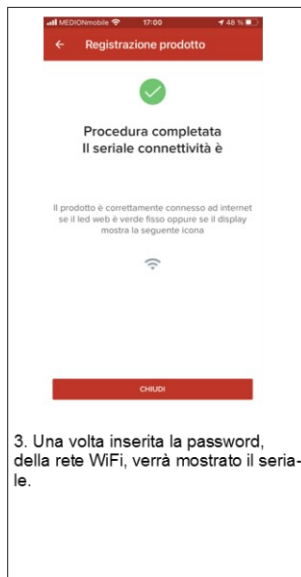 MEDIONmobile 17:00 48 %
Registrazione prodotto
Procedura completata
Il seriale connettività è
Il prodotto è correttamente connesso ad internet
se il led web è verde fisso oppure se il display
mostra la seguente icona
CHIUDI
3. Una volta inserita la password,
della rete WiFi, verrà mostrato il seria-
le.